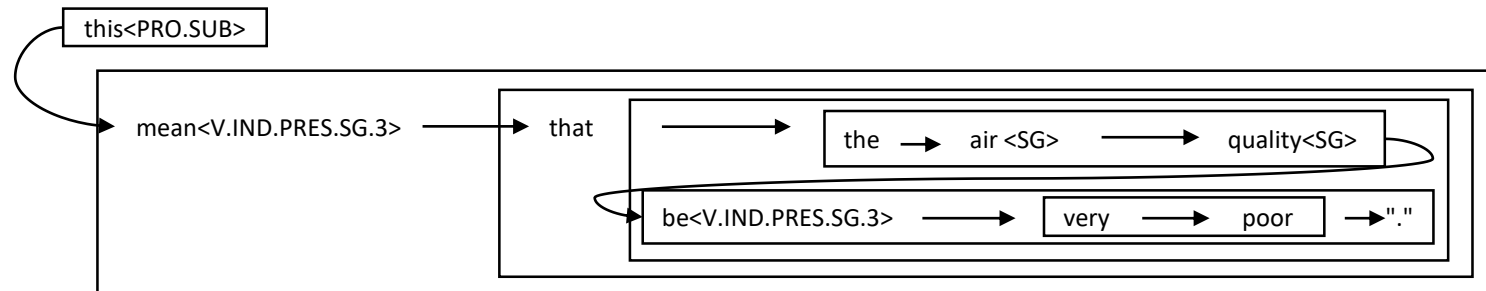 this<PRO.SUB>
mean<V.IND.PRES.SG.3> that the air <SG> quality<SG>
be<V.IND.PRES.SG.3> very poor "."